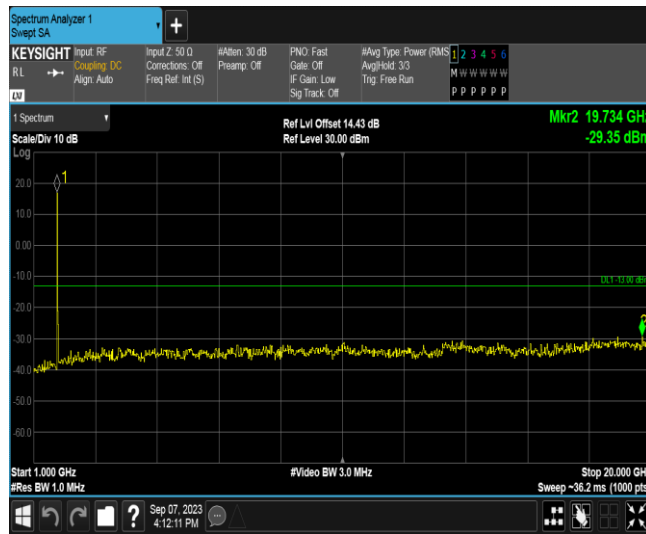 Spectrum Analyzer 1
Swept SA
+
KEYSIGHT
RL
LXI
Input: RF
Coupling: DC
Align: Auto
Input Z: 50 Ω
Corrections: Off
Freq Ref: Int (S)
#Atten: 30 dB
Preamp: Off
PNO: Fast
Gate: Off
IF Gain: Low
Sig Track: Off
#Avg Type: Power (RMS
Avg|Hold: 3/3
Trig: Free Run
1 2 3 4 5 6
M W W W W W
P P P P P P
1 Spectrum
Scale/Div 10 dB
Ref Lvl Offset 14.43 dB
Ref Level 30.00 dBm
Mkr2 19.734 GHz
-29.35 dBm
Log
1
20.0
10.0
0.00
-10.0
DL1 -13.00 dBm
-20.0
2
-30.0
-40.0
-50.0
-60.0
Start 1.000 GHz
#Res BW 1.0 MHz
#Video BW 3.0 MHz
Stop 20.000 GH
Sweep ~36.2 ms (1000 pts
?
Sep 07, 2023
4:12:11 PM